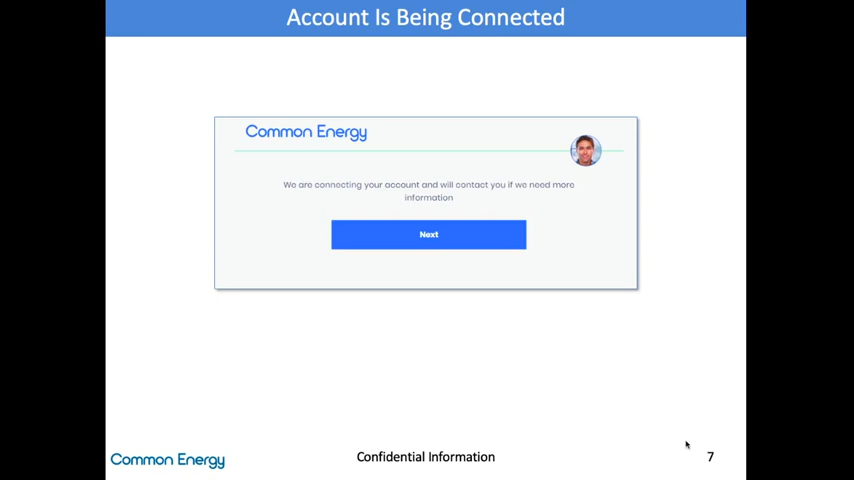 Account Is Being Connected
Common Energy
We are connecting your account and will contact you if we need more
information
Next
Common Energy
Confidential Information
7